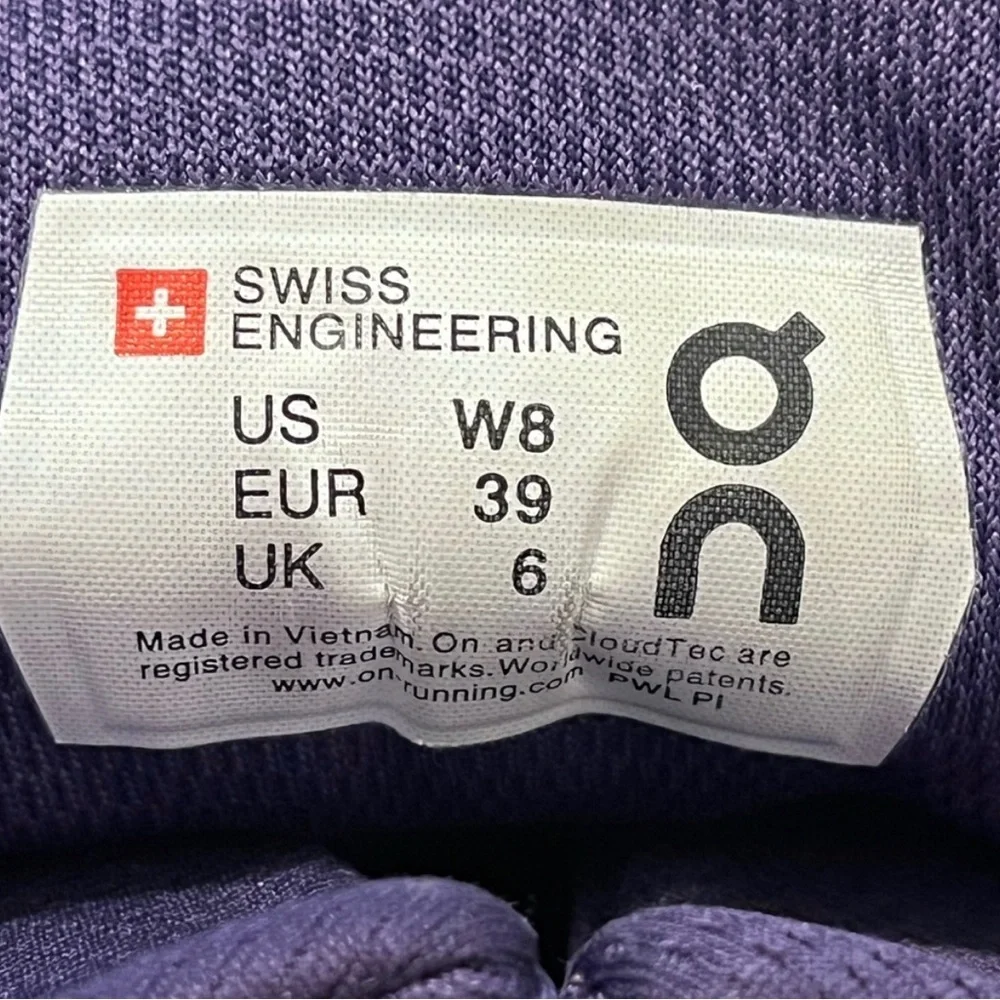 SWISS
ENGINEERING
US W8
EUR 39
UK 6
On
Made in Vietnam. On and CloudTec are
registered trademarks. Worldwide patents.
www.on-running.com PWL PI